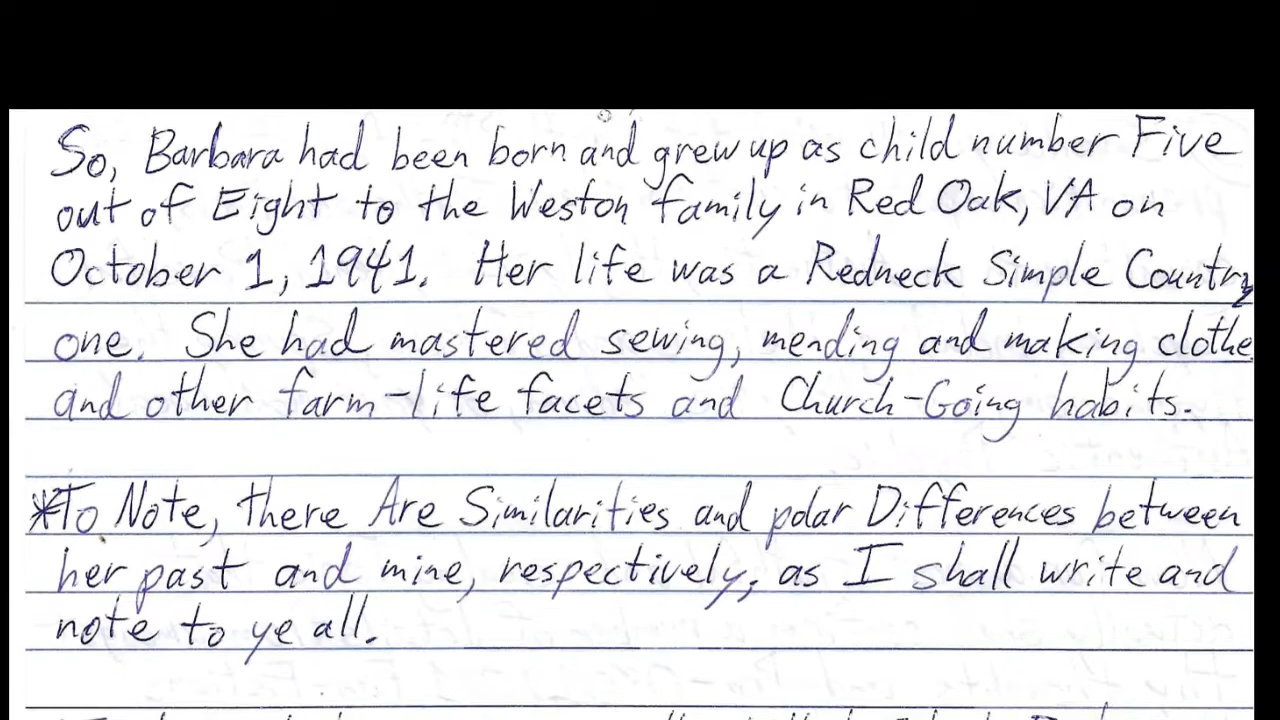 So, Barbara had been born and grew up as child number Five
out of Eight to the Weston family in Red Oak, VA on
October 1, 1941. Her life was a Redneck Simple Country
one. She had mastered sewing, mending and making clothe
and other farm-life facets and Church-Going habits.
*To Note, there Are Similarities and polar Differences between
her past and mine, respectively, as I shall write and
note to ye all.